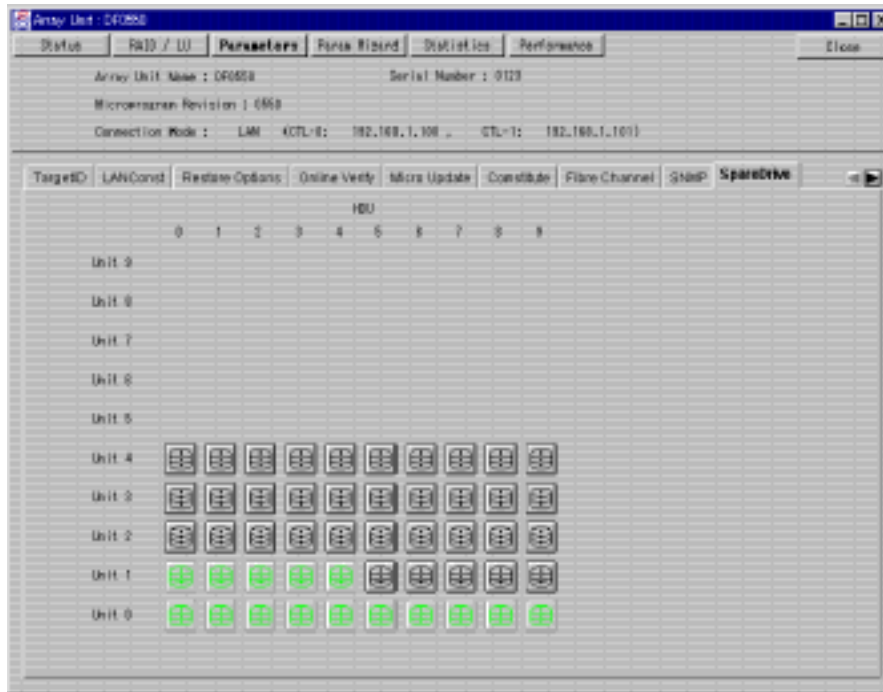 Array Unit : DF0550
Status RAID / LU Parameters Param Wizard Statistics Performance Close
Array Unit Name : DF0550 Serial Number : 0123
Microprogram Revision : 0550
Connection Mode : LAN (CTL-0: 192.168.1.100 , CTL-1: 192.168.1.101)
TargetID LANConst Restore Options Online Verify Micro Update Constitute Fibre Channel SNMP SpareDrive
HDU
0 1 2 3 4 5 6 7 8 9
Unit 9
Unit 8
Unit 7
Unit 6
Unit 5
Unit 4
Unit 3
Unit 2
Unit 1
Unit 0